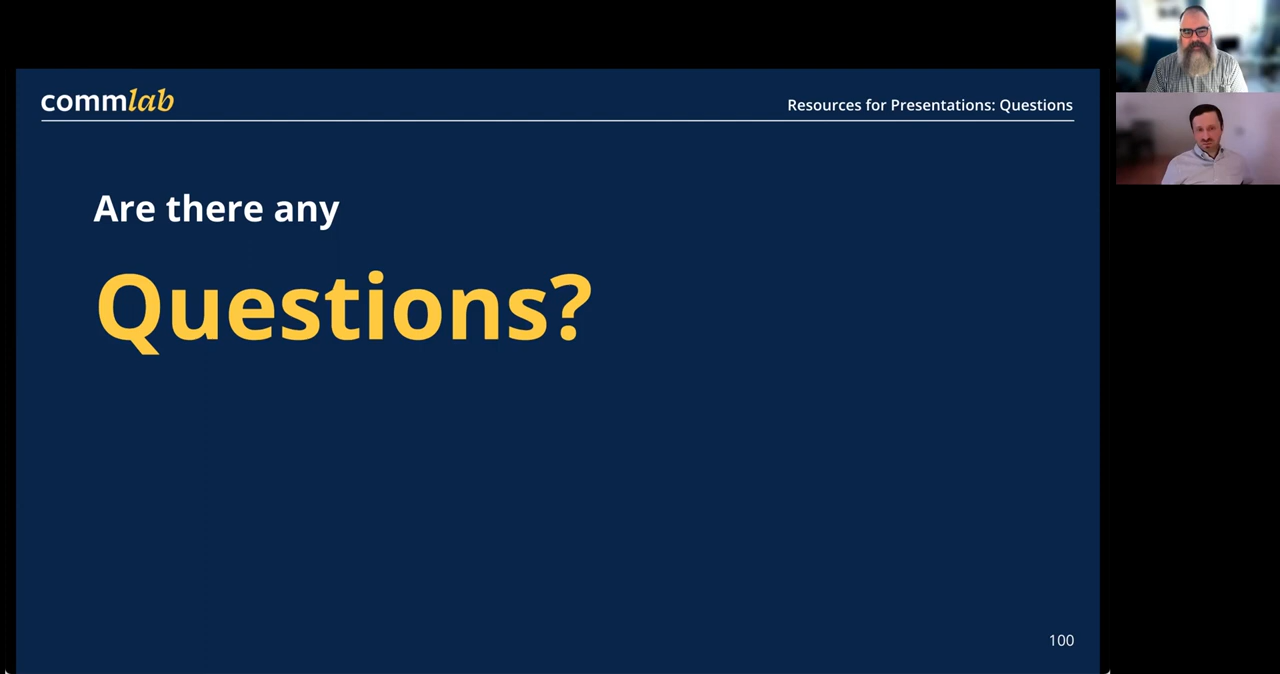 commlab
Resources for Presentations: Questions
Are there any
Questions?
100